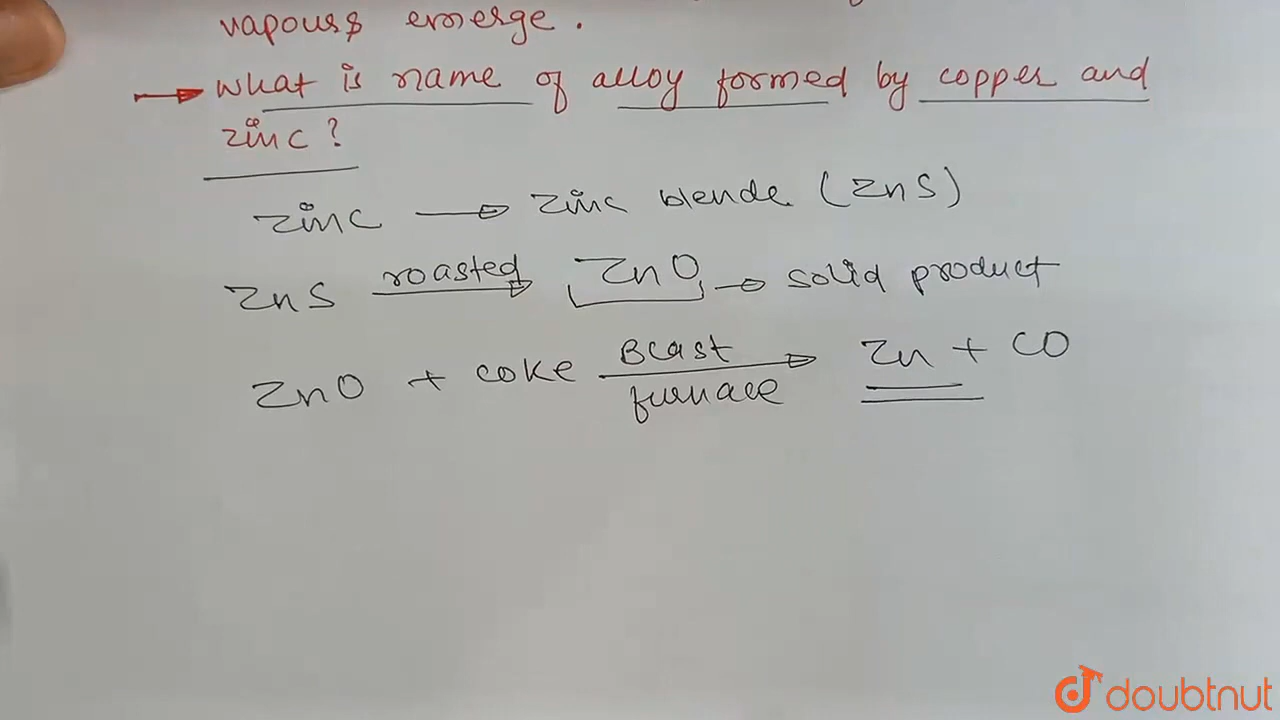 vapours emerge.
→ What is name of alloy formed by copper and
zinc?
zinc → zinc blende (ZnS)
ZnS roasted → ZnO → solid product
ZnO + coke Blast furnace → Zn + CO
doubtnut